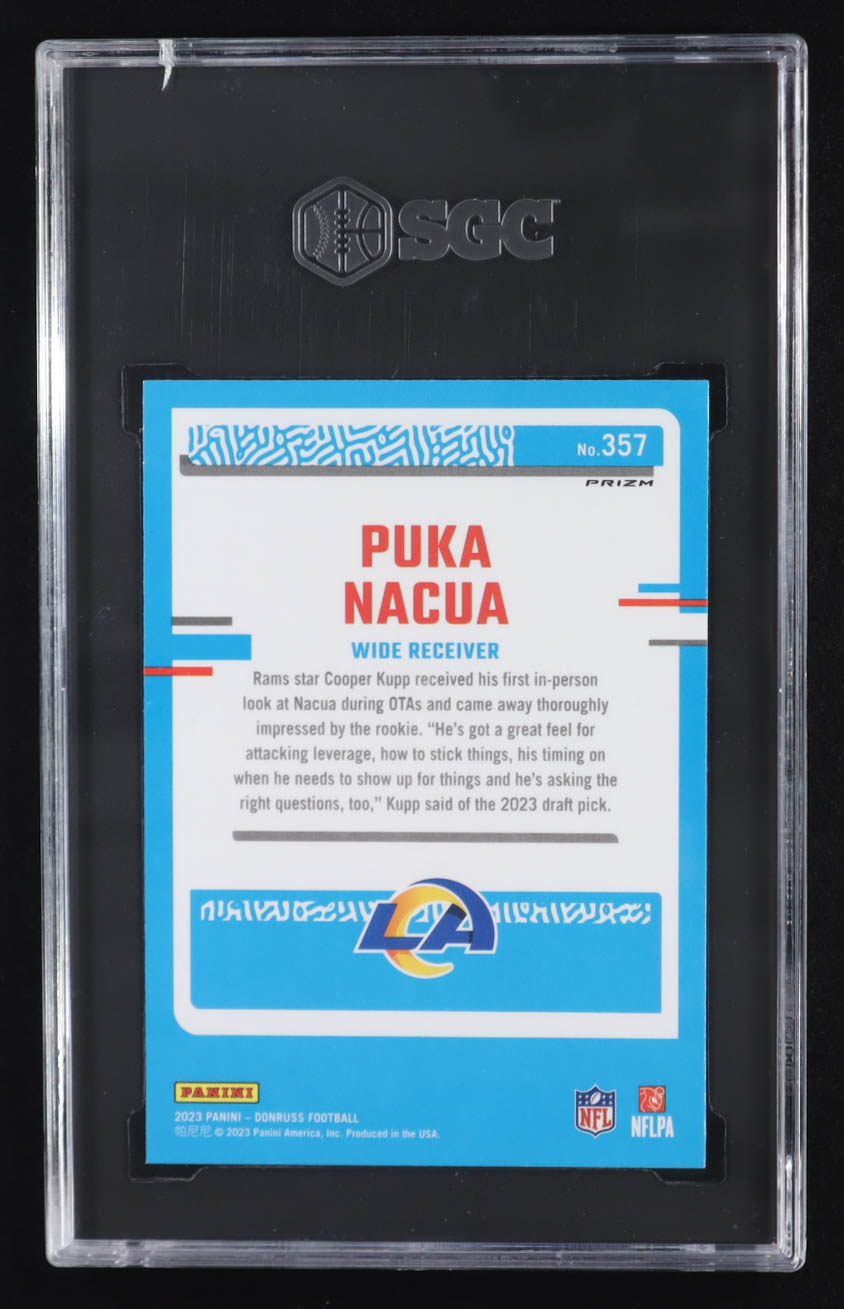 SGC
No.357
PRIZM
PUKA
NACUA
WIDE RECEIVER
Rams star Cooper Kupp received his first in-person
look at Nacua during OTAs and came away thoroughly
impressed by the rookie. “He’s got a great feel for
attacking leverage, how to stick things, his timing on
when he needs to show up for things and he’s asking the
right questions, too,” Kupp said of the 2023 draft pick.
LA
PANINI
2023 PANINI – DONRUSS FOOTBALL
帕尼尼 © 2023 Panini America, Inc. Produced in the USA.
NFL
NFLPA